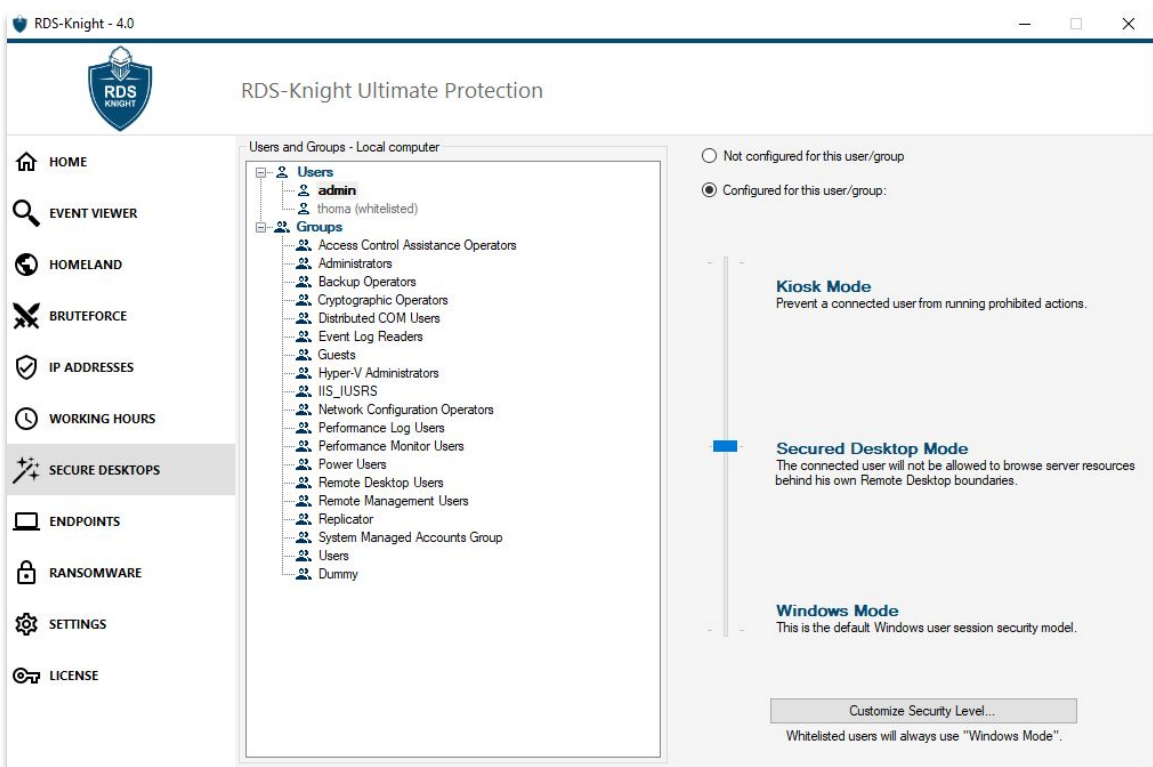 RDS-Knight - 4.0
RDS
KNIGHT
RDS-Knight Ultimate Protection
HOME
EVENT VIEWER
HOMELAND
BRUTEFORCE
IP ADDRESSES
WORKING HOURS
SECURE DESKTOPS
ENDPOINTS
RANSOMWARE
SETTINGS
LICENSE
Users and Groups - Local computer
Users
admin
thoma (whitelisted)
Groups
Access Control Assistance Operators
Administrators
Backup Operators
Cryptographic Operators
Distributed COM Users
Event Log Readers
Guests
Hyper-V Administrators
IIS_IUSRS
Network Configuration Operators
Performance Log Users
Performance Monitor Users
Power Users
Remote Desktop Users
Remote Management Users
Replicator
System Managed Accounts Group
Users
Dummy
Not configured for this user/group
Configured for this user/group:
Kiosk Mode
Prevent a connected user from running prohibited actions.
Secured Desktop Mode
The connected user will not be allowed to browse server resources
behind his own Remote Desktop boundaries.
Windows Mode
This is the default Windows user session security model.
Customize Security Level...
Whitelisted users will always use "Windows Mode".